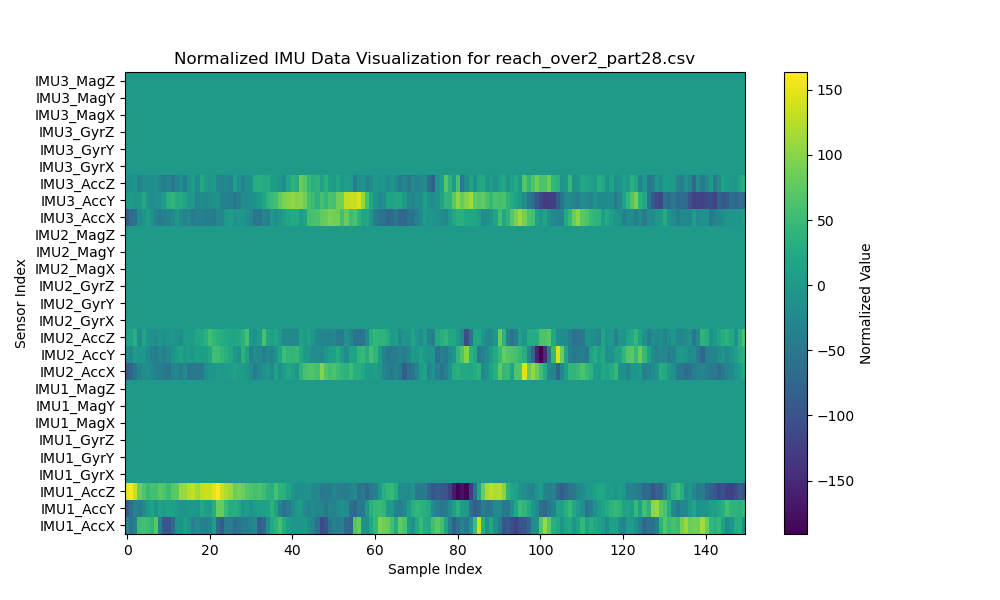 Normalized IMU Data Visualization for reach_over2_part28.csv
IMU3_MagZ
IMU3_MagY
IMU3_MagX
IMU3_GyrZ
IMU3_GyrY
IMU3_GyrX
IMU3_AccZ
IMU3_AccY
IMU3_AccX
IMU2_MagZ
IMU2_MagY
IMU2_MagX
IMU2_GyrZ
IMU2_GyrY
IMU2_GyrX
IMU2_AccZ
IMU2_AccY
IMU2_AccX
IMU1_MagZ
IMU1_MagY
IMU1_MagX
IMU1_GyrZ
IMU1_GyrY
IMU1_GyrX
IMU1_AccZ
IMU1_AccY
IMU1_AccX
Sensor Index
0 20 40 60 80 100 120 140
Sample Index
150
100
50
0
−50
−100
−150
Normalized Value